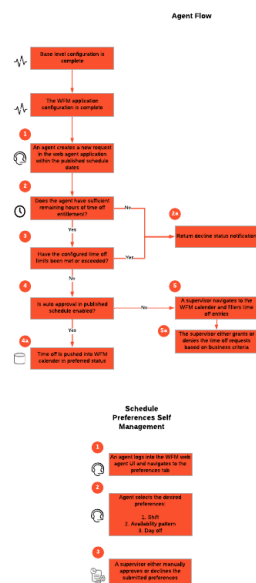 Agent Flow
Base level configuration is
complete
The WFM application
configuration is complete
1
An agent creates a new request
in the web agent application
within the published schedule
dates
2
Does the agent have sufficient
remaining hours of time off
entitlement?
No
2a
Return decline status notification
Yes
3
Have the configured time off
limits been met or exceeded?
Yes
No
4
Is auto approval in published
schedule enabled?
No
5
A supervisor navigates to the
WFM calendar and filters time
off entries
Yes
4a
Time off is pushed into WFM
calendar in preferred status
5a
The supervisor either grants or
denies the time off requests
based on business criteria
Schedule
Preferences Self
Management
1
An agent logs into the WFM web
agent UI and navigates to the
preferences tab
2
Agent selects the desired
preferences:
1. Shift
2. Availability pattern
3. Day off
3
A supervisor either manually
approves or declines the
submitted preferences